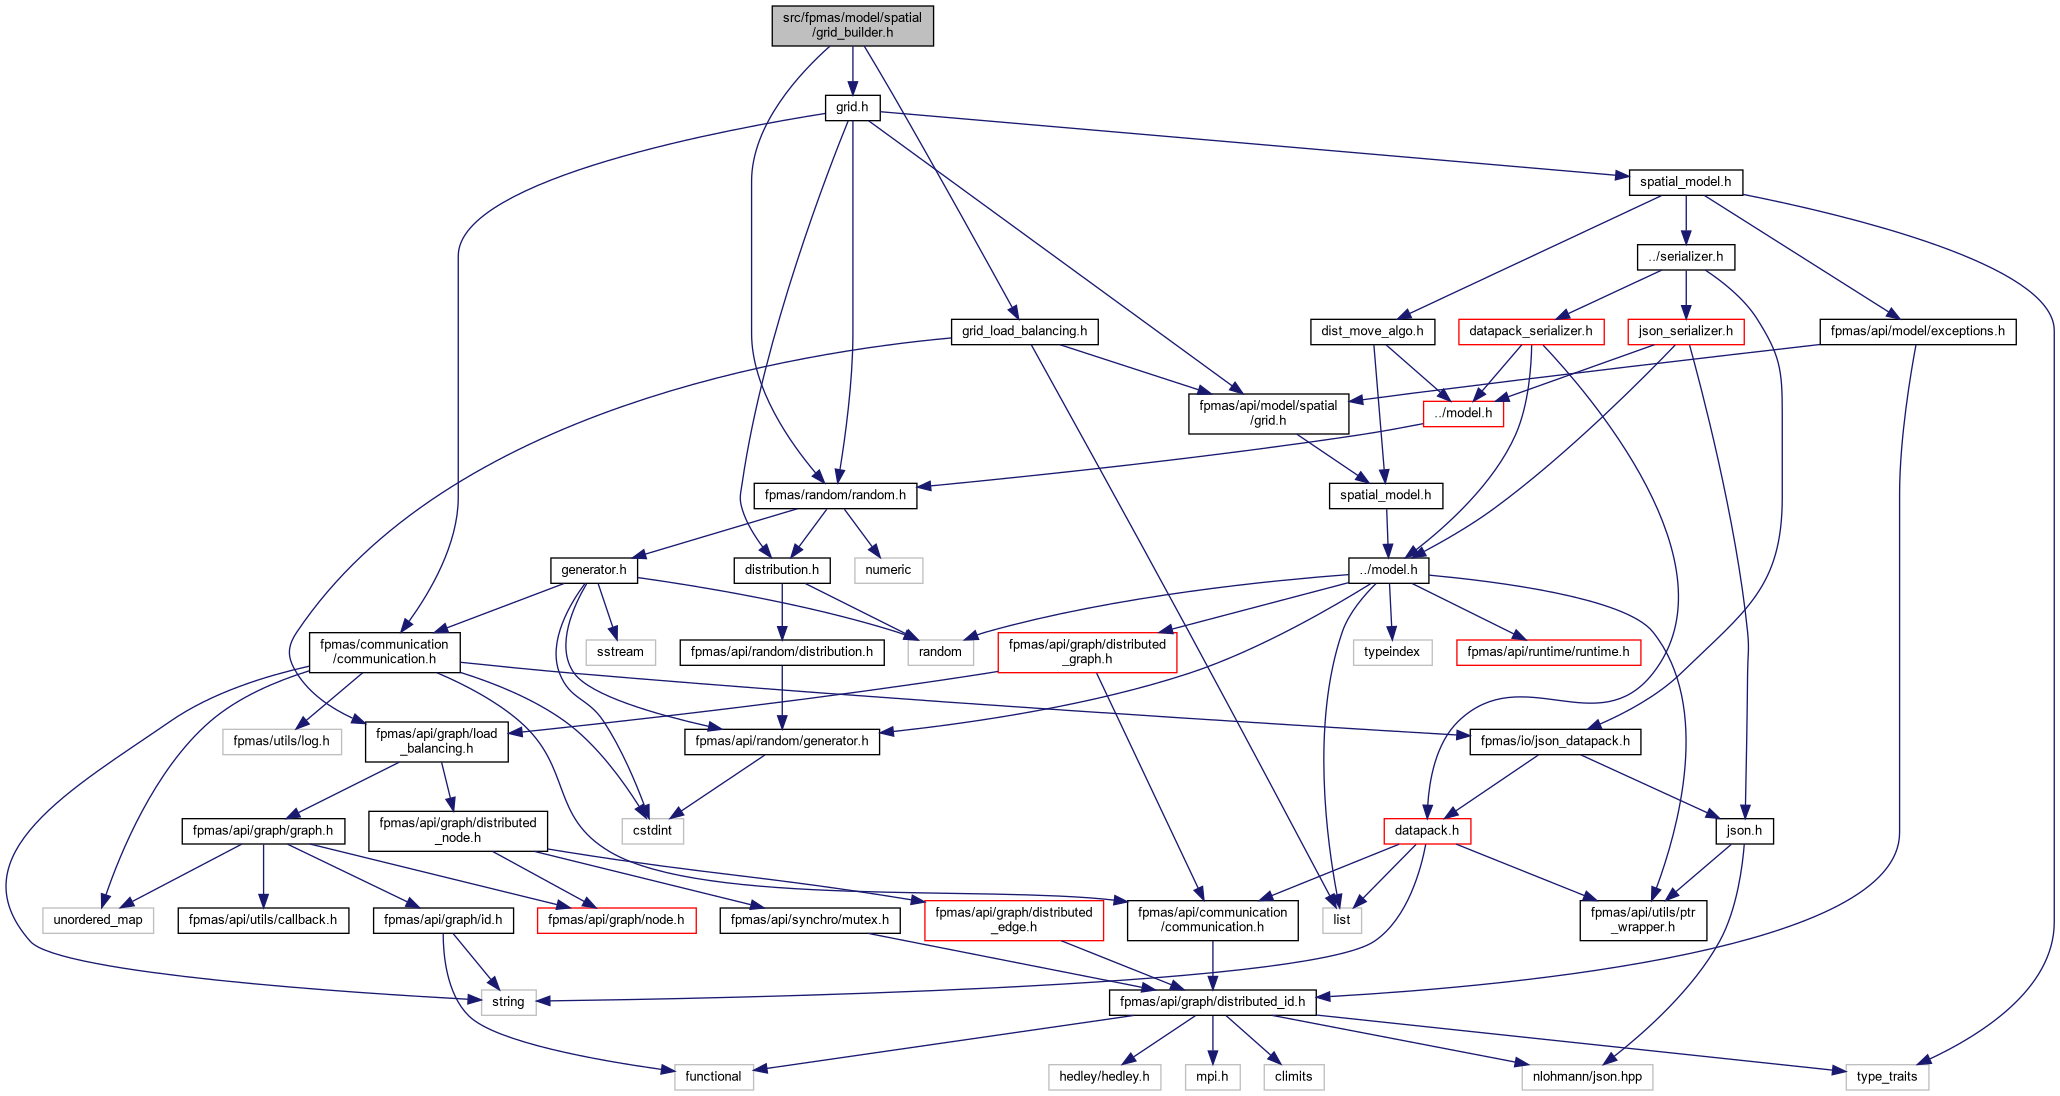 src/fpmas/model/spatial
/grid_builder.h
grid.h
spatial_model.h
../serializer.h
grid_load_balancing.h
dist_move_algo.h
datapack_serializer.h
json_serializer.h
fpmas/api/model/exceptions.h
fpmas/api/model/spatial
/grid.h
../model.h
fpmas/random/random.h
spatial_model.h
generator.h
distribution.h
numeric
../model.h
fpmas/communication
/communication.h
sstream
fpmas/api/random/distribution.h
random
fpmas/api/graph/distributed
_graph.h
typeindex
fpmas/api/runtime/runtime.h
fpmas/utils/log.h
fpmas/api/graph/load
_balancing.h
fpmas/api/random/generator.h
fpmas/io/json_datapack.h
fpmas/api/graph/graph.h
fpmas/api/graph/distributed
_node.h
cstdint
datapack.h
json.h
unordered_map
fpmas/api/utils/callback.h
fpmas/api/graph/id.h
fpmas/api/graph/node.h
fpmas/api/synchro/mutex.h
fpmas/api/graph/distributed
_edge.h
fpmas/api/communication
/communication.h
list
fpmas/api/utils/ptr
_wrapper.h
string
fpmas/api/graph/distributed_id.h
functional
hedley/hedley.h
mpi.h
climits
nlohmann/json.hpp
type_traits